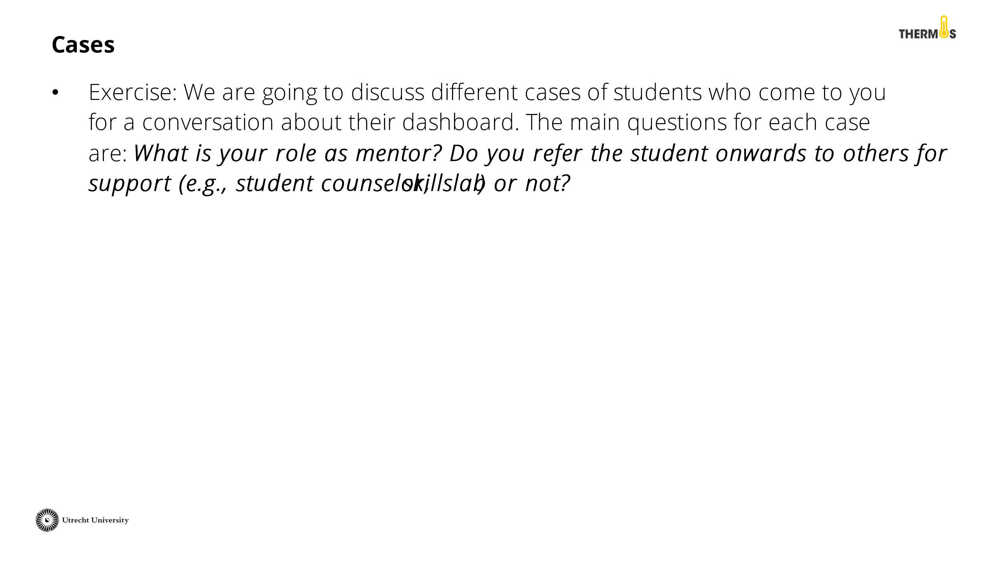 THERMOS
Cases
• Exercise: We are going to discuss different cases of students who come to you
for a conversation about their dashboard. The main questions for each case
are: What is your role as mentor? Do you refer the student onwards to others for
support (e.g., student counselor, skillslab) or not?
Utrecht University